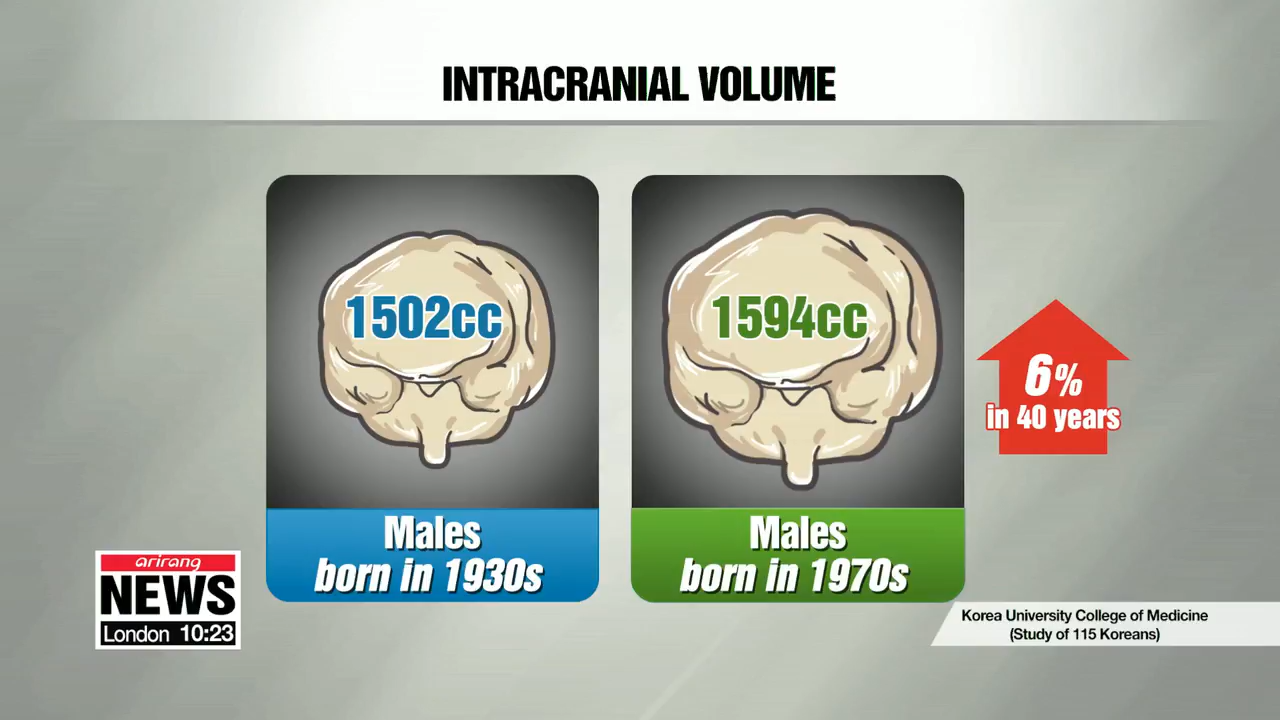 INTRACRANIAL VOLUME
1502cc
1594cc
6%
in 40 years
Males
born in 1930s
Males
born in 1970s
arirang
NEWS
London 10:23
Korea University College of Medicine
(Study of 115 Koreans)